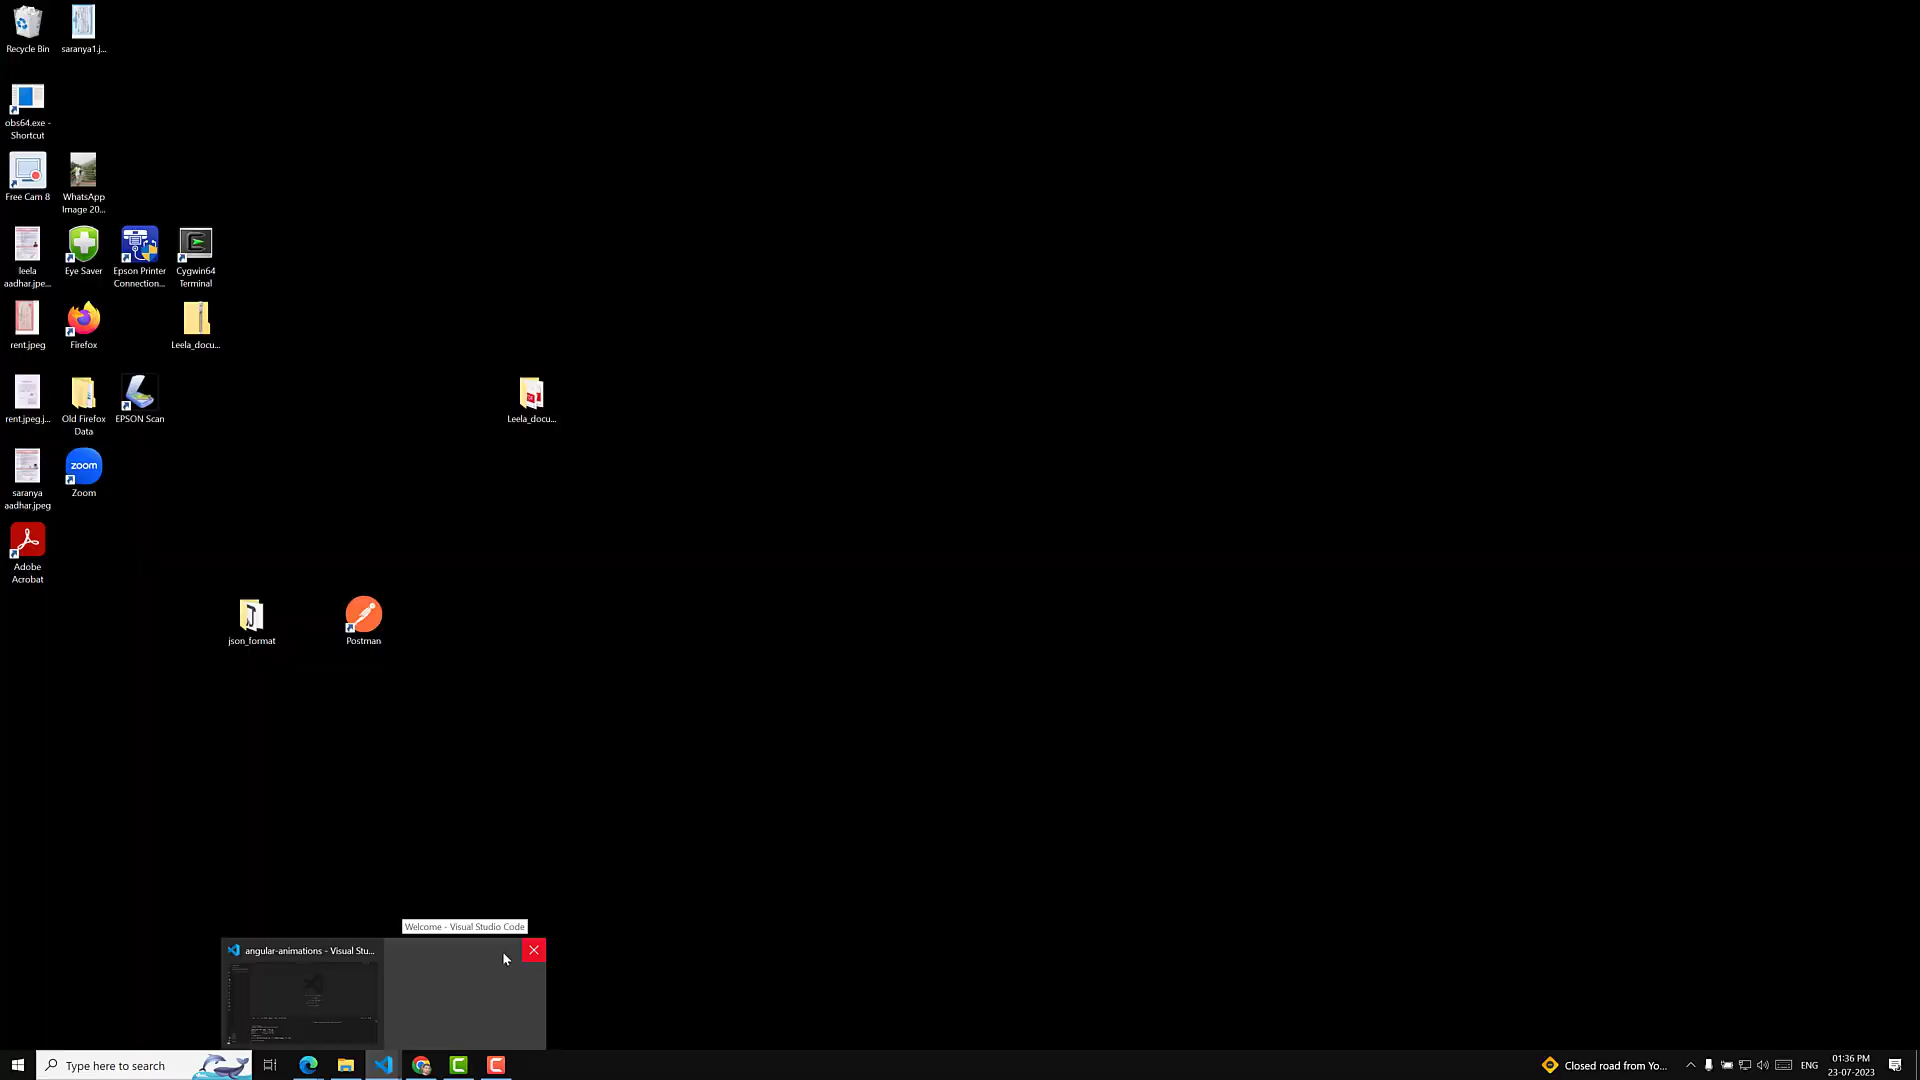 Recycle Bin
saranya1.j...
obs64.exe -
Shortcut
Free Cam 8
WhatsApp
Image 20...
leela
aadhar.jpe...
Eye Saver
Epson Printer
Connection...
Cygwin64
Terminal
rent.jpeg
Firefox
Leela_docu...
rent.jpeg.j...
Old Firefox
Data
EPSON Scan
Leela_docu...
saranya
aadhar.jpeg
zoom
Zoom
Adobe
Acrobat
json_format
Postman
Welcome - Visual Studio Code
angular-animations - Visual Stu...
Type here to search
Closed road from Yo...
ENG
01:36 PM
23-07-2023